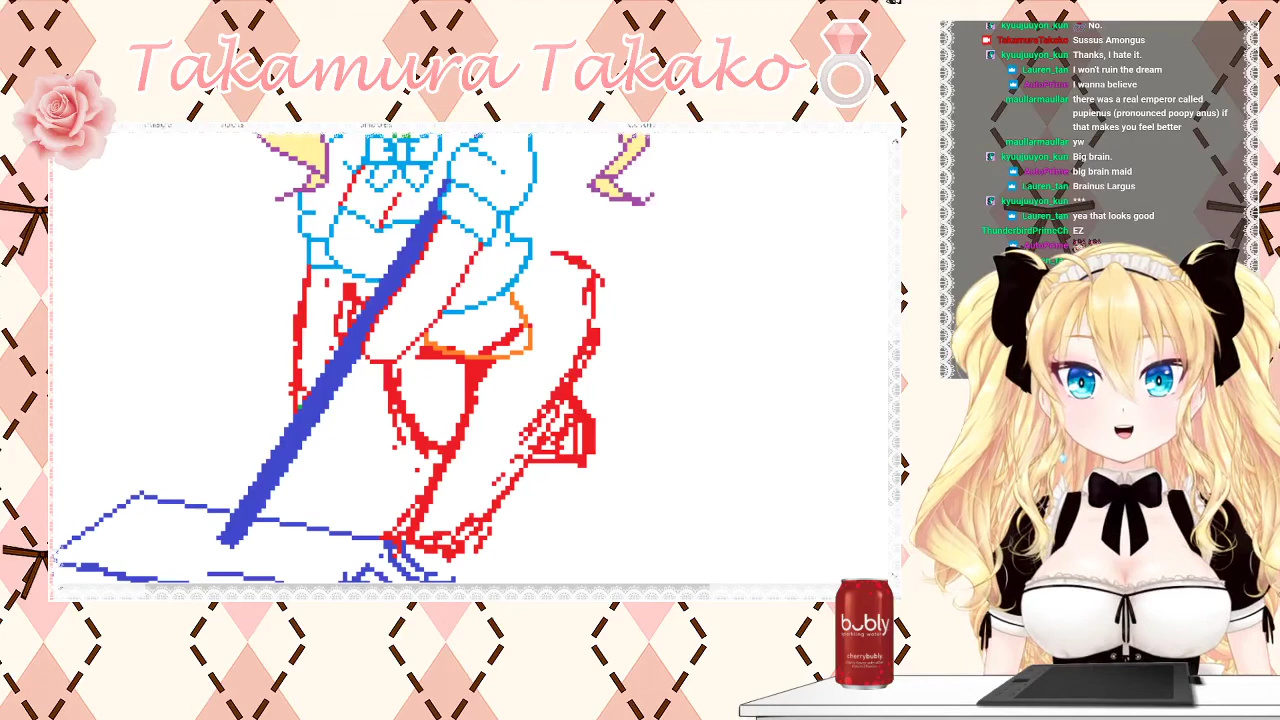 Takamura Takako
kyuujuuyon_kun No.
TakamuraTakako Sussus Amongus
kyuujuuyon_kun Thanks, I hate it.
Lauren_tan I won't ruin the dream
I wanna believe
maullarmaullar there was a real emperor called
pupienus (pronounced poopy anus) if
that makes you feel better
maullarmaullar yw
kyuujuuyon_kun Big brain.
big brain maid
Lauren_tan Brainus Largus
kyuujuuyon_kun ***
Lauren_tan yea that looks good
ThunderbirdPrimeCh EZ
bubly
sparkling water
cherrybubly